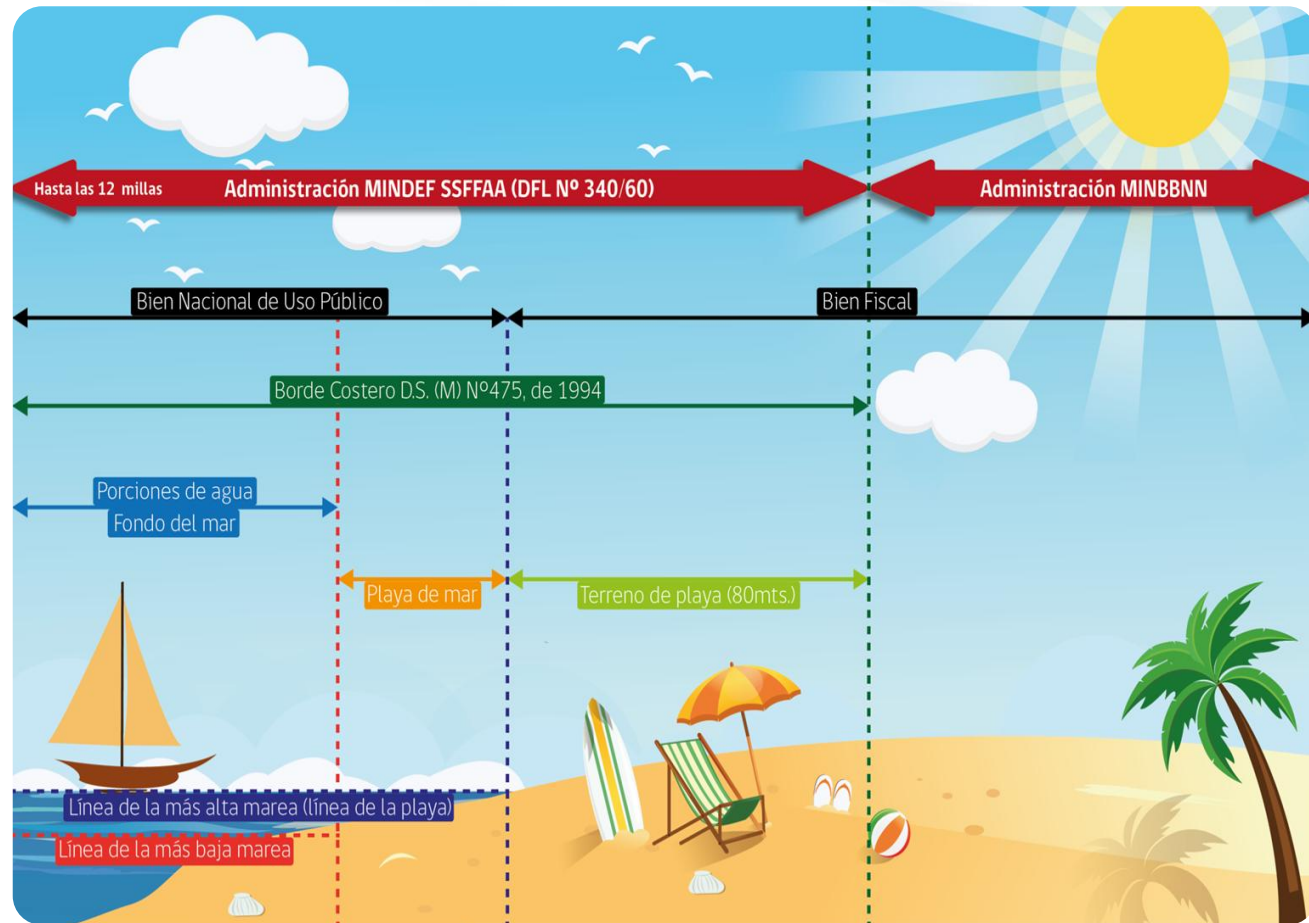 Hasta las 12 millas
Administración MINDEF SSFFAA (DFL Nº 340/60)
Administración MINBBNN
Bien Nacional de Uso Público
Bien Fiscal
Borde Costero D.S. (M) Nº475, de 1994
Porciones de agua
Fondo del mar
Playa de mar
Terreno de playa (80mts.)
Línea de la más alta marea (línea de la playa)
Línea de la más baja marea